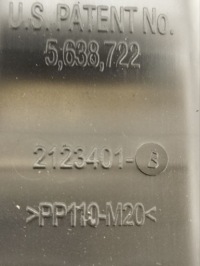 U.S. PATENT No.
5,638,722
2123401-8
>PP110-M20<